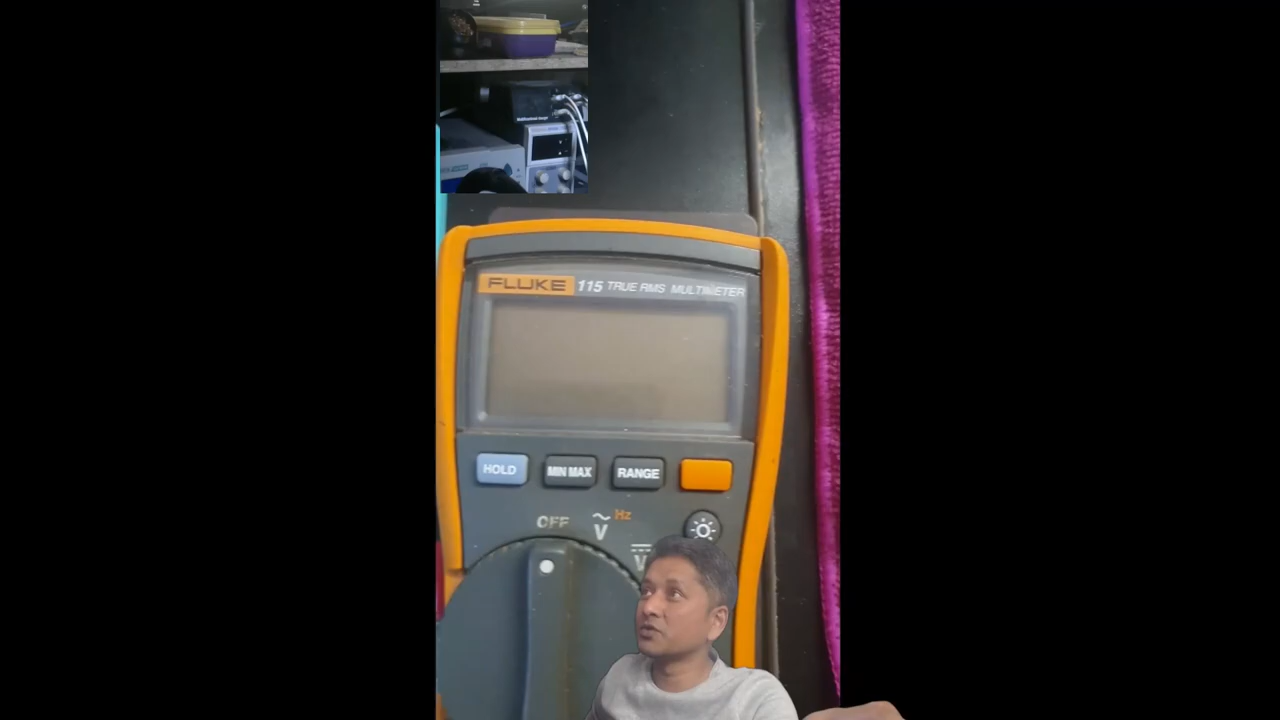 FLUKE 115 TRUE RMS MULTIMETER
HOLD MIN MAX RANGE
OFF V Hz
V